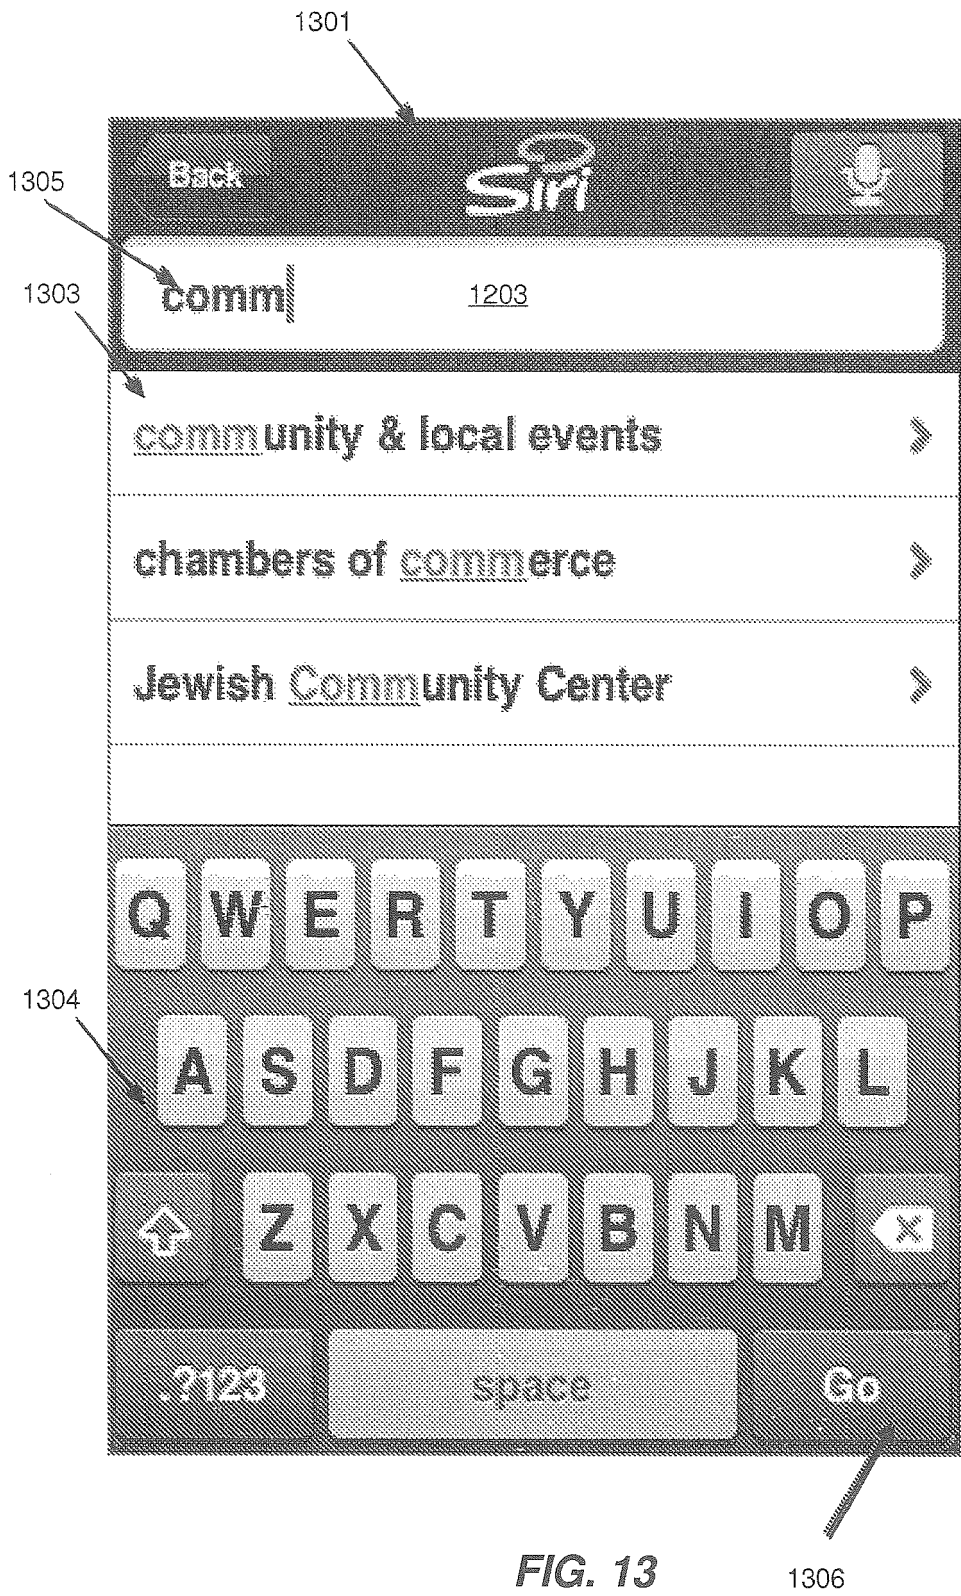 1301
Back
Siri
1305
comm
1203
1303
community & local events
chambers of commerce
Jewish Community Center
Q W E R T Y U I O P
1304
A S D F G H J K L
Z X C V B N M
.?123 space Go
FIG. 13
1306